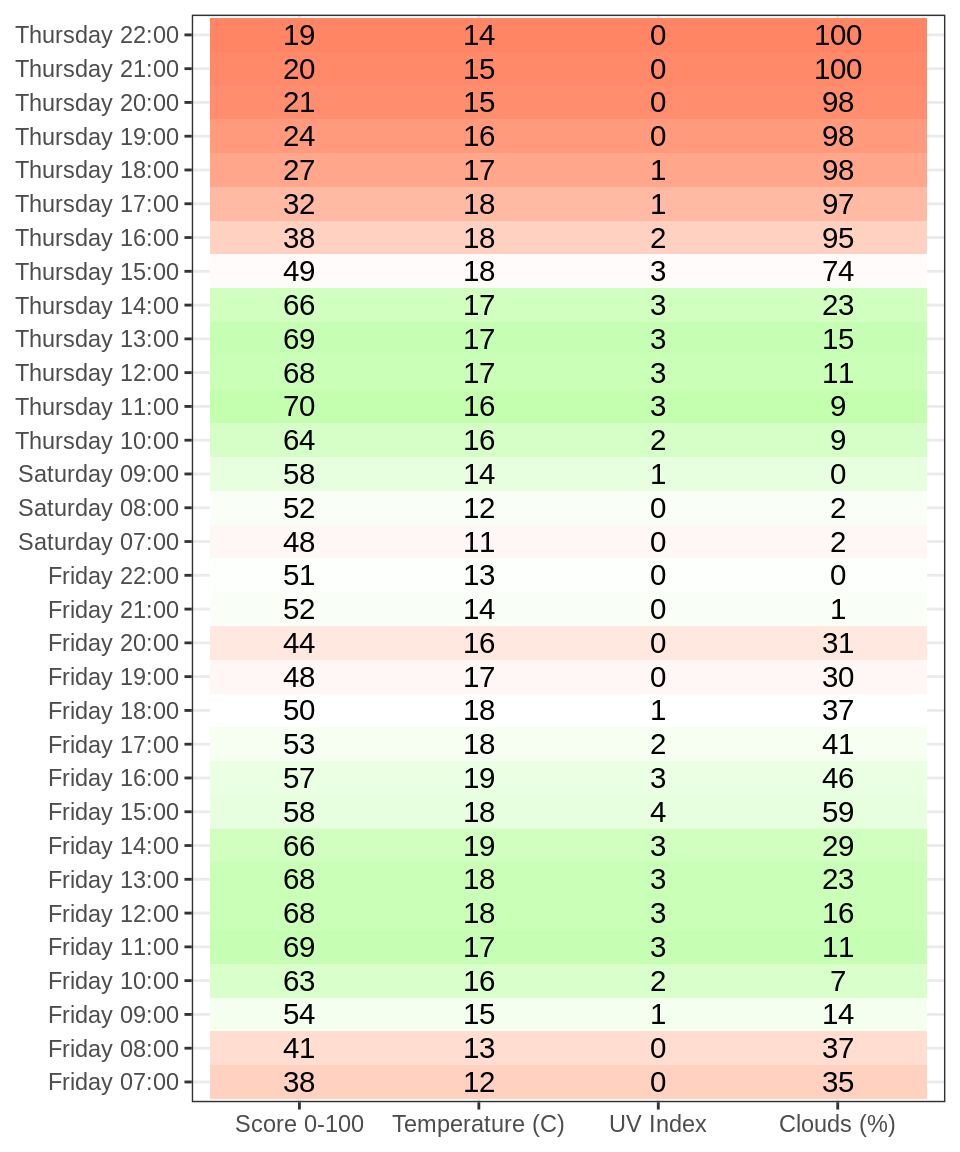 Thursday 22:00 19 14 0 100
Thursday 21:00 20 15 0 100
Thursday 20:00 21 15 0 98
Thursday 19:00 24 16 0 98
Thursday 18:00 27 17 1 98
Thursday 17:00 32 18 1 97
Thursday 16:00 38 18 2 95
Thursday 15:00 49 18 3 74
Thursday 14:00 66 17 3 23
Thursday 13:00 69 17 3 15
Thursday 12:00 68 17 3 11
Thursday 11:00 70 16 3 9
Thursday 10:00 64 16 2 9
Saturday 09:00 58 14 1 0
Saturday 08:00 52 12 0 2
Saturday 07:00 48 11 0 2
Friday 22:00 51 13 0 0
Friday 21:00 52 14 0 1
Friday 20:00 44 16 0 31
Friday 19:00 48 17 0 30
Friday 18:00 50 18 1 37
Friday 17:00 53 18 2 41
Friday 16:00 57 19 3 46
Friday 15:00 58 18 4 59
Friday 14:00 66 19 3 29
Friday 13:00 68 18 3 23
Friday 12:00 68 18 3 16
Friday 11:00 69 17 3 11
Friday 10:00 63 16 2 7
Friday 09:00 54 15 1 14
Friday 08:00 41 13 0 37
Friday 07:00 38 12 0 35
Score 0-100 Temperature (C) UV Index Clouds (%)